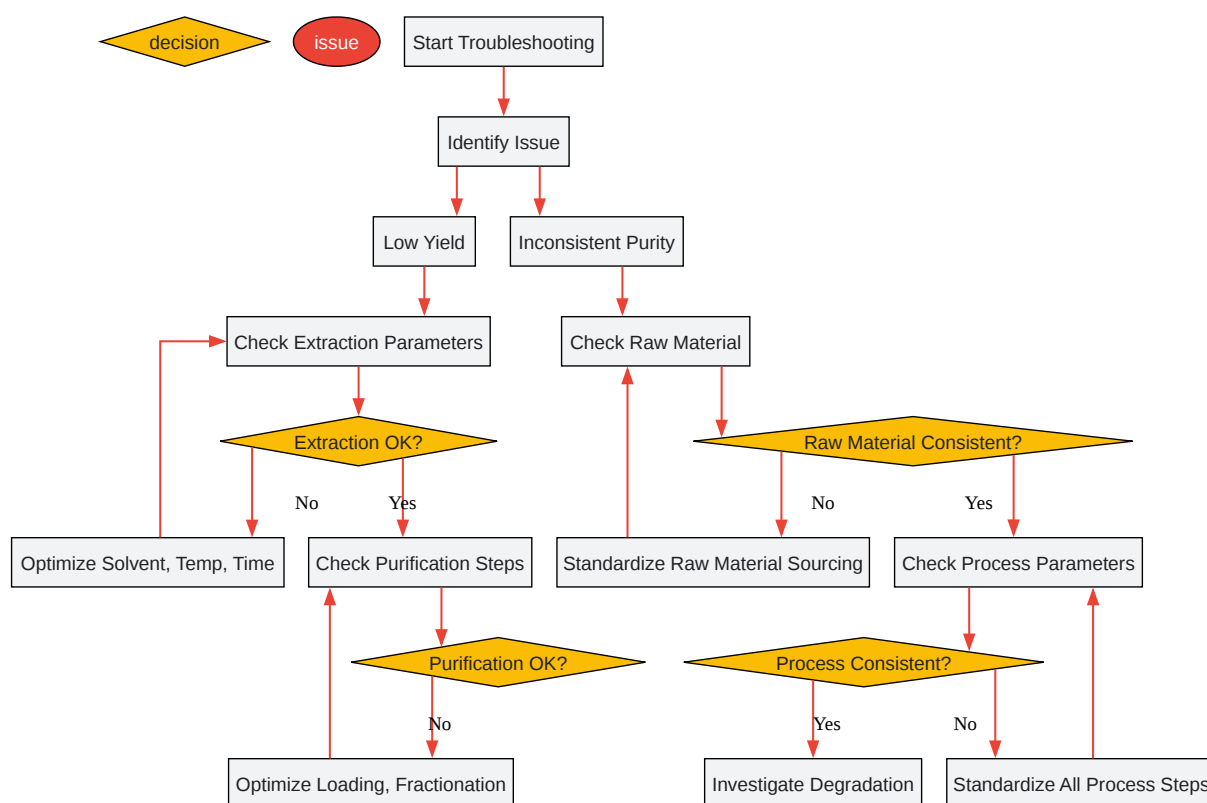 decision
issue
Start Troubleshooting
Identify Issue
Low Yield
Inconsistent Purity
Check Extraction Parameters
Check Raw Material
Extraction OK?
Raw Material Consistent?
No
Yes
No
Yes
Optimize Solvent, Temp, Time
Check Purification Steps
Standardize Raw Material Sourcing
Check Process Parameters
Purification OK?
Process Consistent?
No
Yes
No
Optimize Loading, Fractionation
Investigate Degradation
Standardize All Process Steps